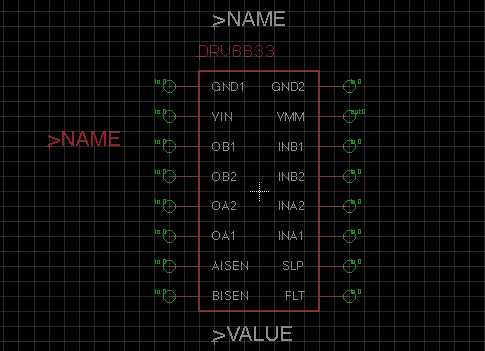 >NAME
DRV8833
io 0 GND1 GND2 io 0
io 0 VIN VMM out 0
>NAME
io 0 OB1 INB1 io 0
io 0 OB2 INB2 io 0
io 0 OA2 INA2 io 0
io 0 OA1 INA1 io 0
io 0 AISEN SLP io 0
io 0 BISEN FLT io 0
>VALUE